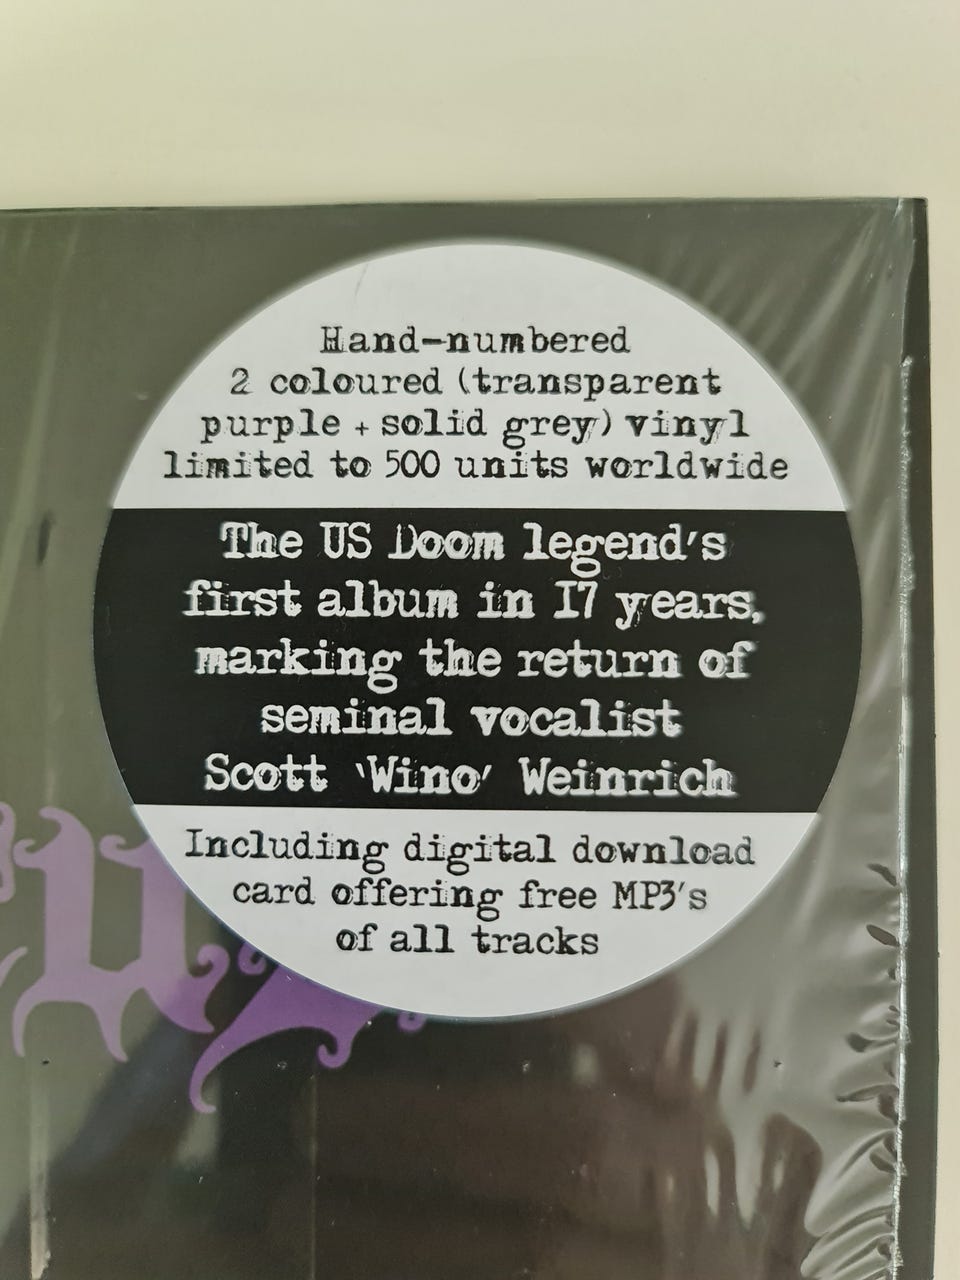 Hand-numbered
2 coloured (transparent
purple + solid grey) vinyl
limited to 500 units worldwide
The US Doom legend's
first album in 17 years,
marking the return of
seminal vocalist
Scott 'Wino' Weinrich
Including digital download
card offering free MP3's
of all tracks